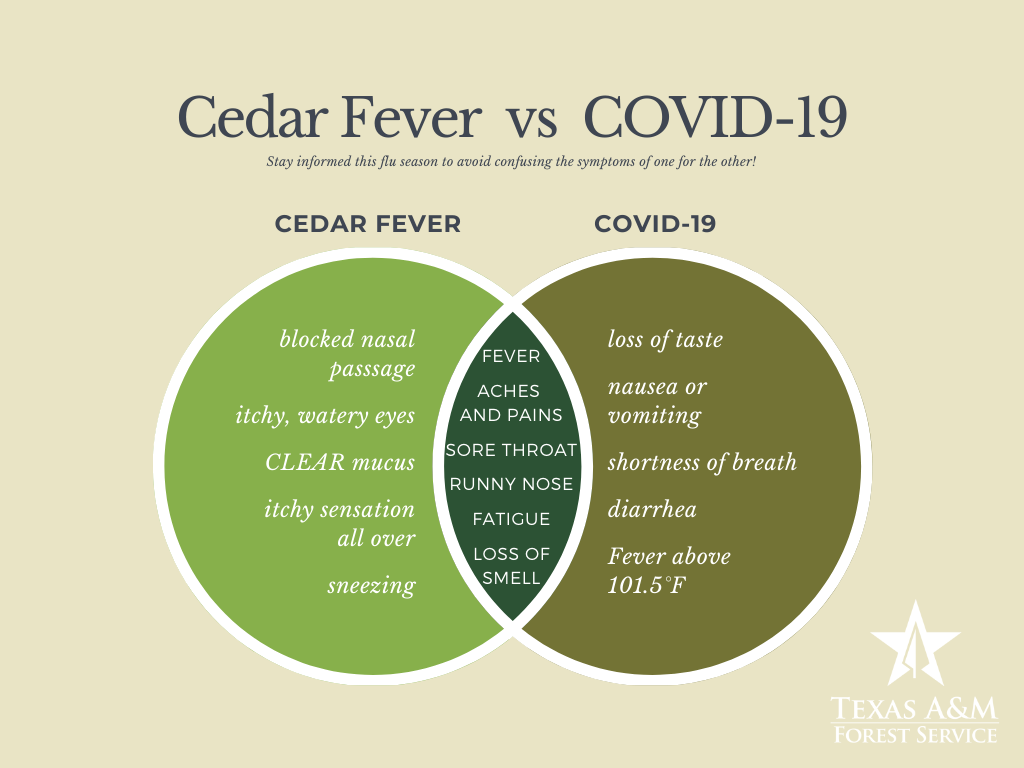 Cedar Fever vs COVID-19
Stay informed this flu season to avoid confusing the symptoms of one for the other!
CEDAR FEVER
COVID-19
blocked nasal
passsage
itchy, watery eyes
CLEAR mucus
itchy sensation
all over
sneezing
FEVER
ACHES
AND PAINS
SORE THROAT
RUNNY NOSE
FATIGUE
LOSS OF
SMELL
loss of taste
nausea or
vomiting
shortness of breath
diarrhea
Fever above
101.5°F
TEXAS A&M
FOREST SERVICE